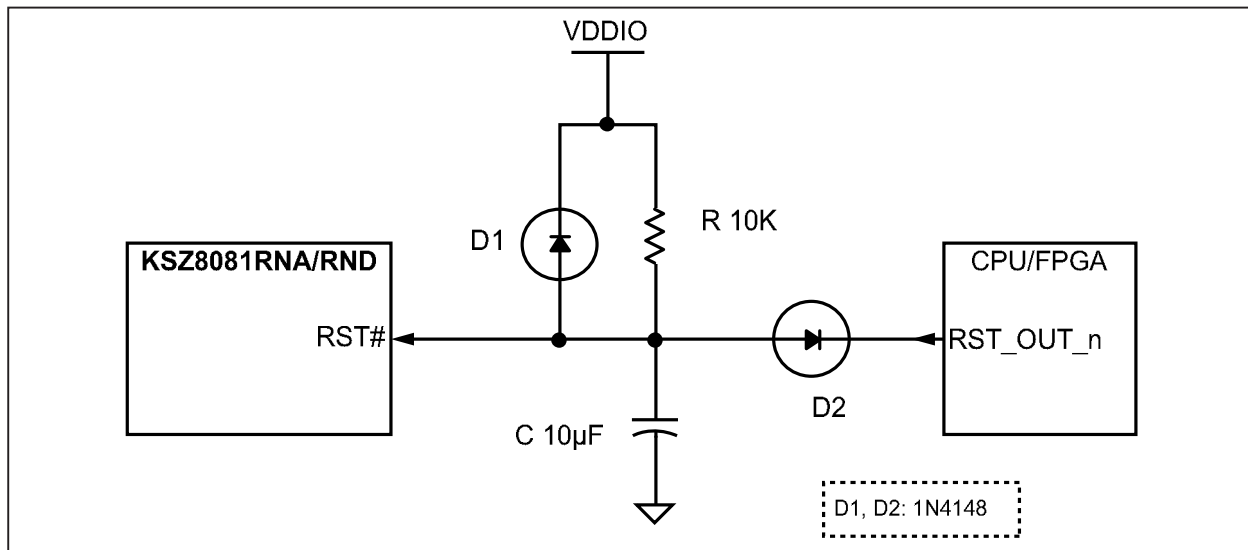 VDDIO
D1
R 10K
KSZ8081RNA/RND
RST#
CPU/FPGA
RST_OUT_n
D2
C 10µF
D1, D2: 1N4148